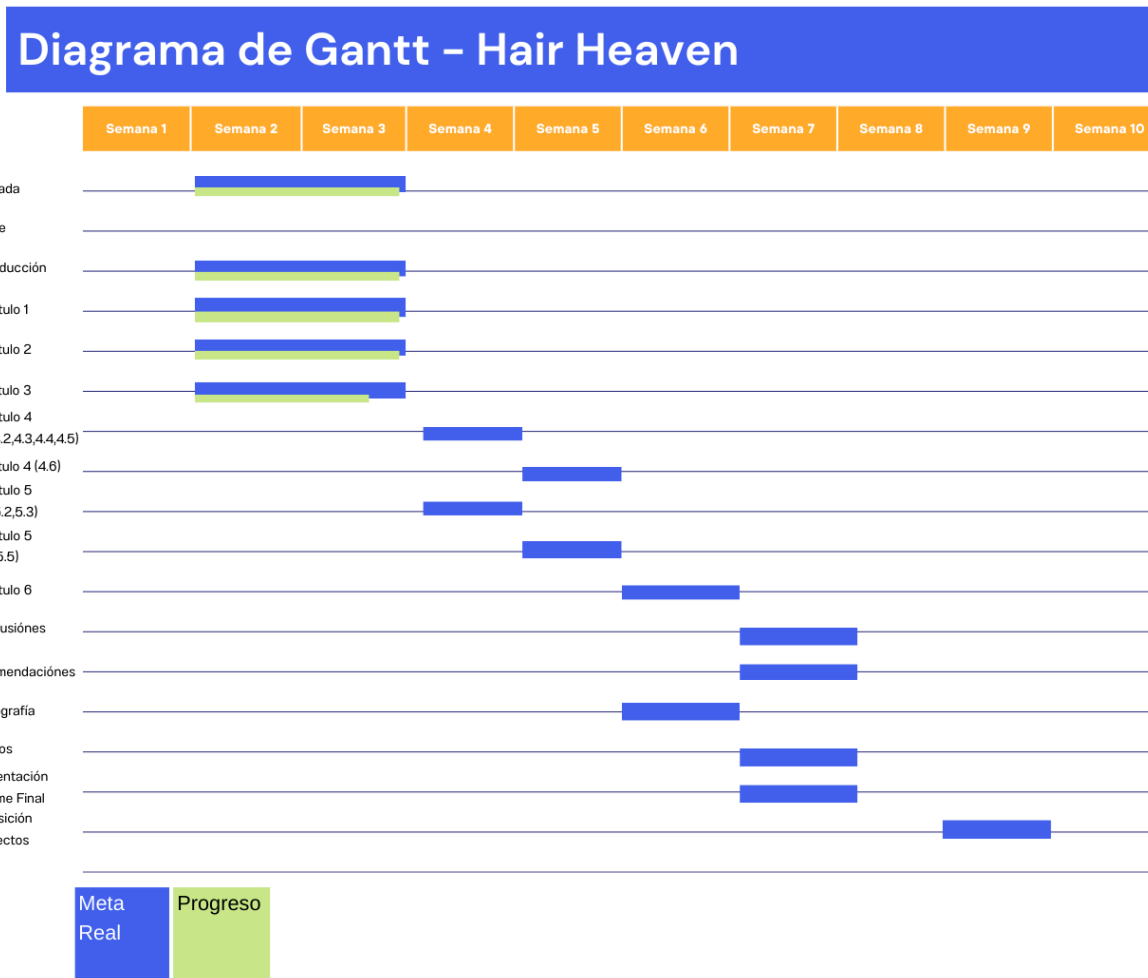 Diagrama de Gantt – Hair Heaven
Semana 1 Semana 2 Semana 3 Semana 4 Semana 5 Semana 6 Semana 7 Semana 8 Semana 9 Semana 10
ada
e
ducción
tulo 1
tulo 2
tulo 3
tulo 4
.2,4.3,4.4,4.5)
tulo 4 (4.6)
tulo 5
5.2,5.3)
tulo 5
5.5)
tulo 6
usiónes
mendaciónes
grafía
os
entación
me Final
sición
ectos
Meta
Real
Progreso